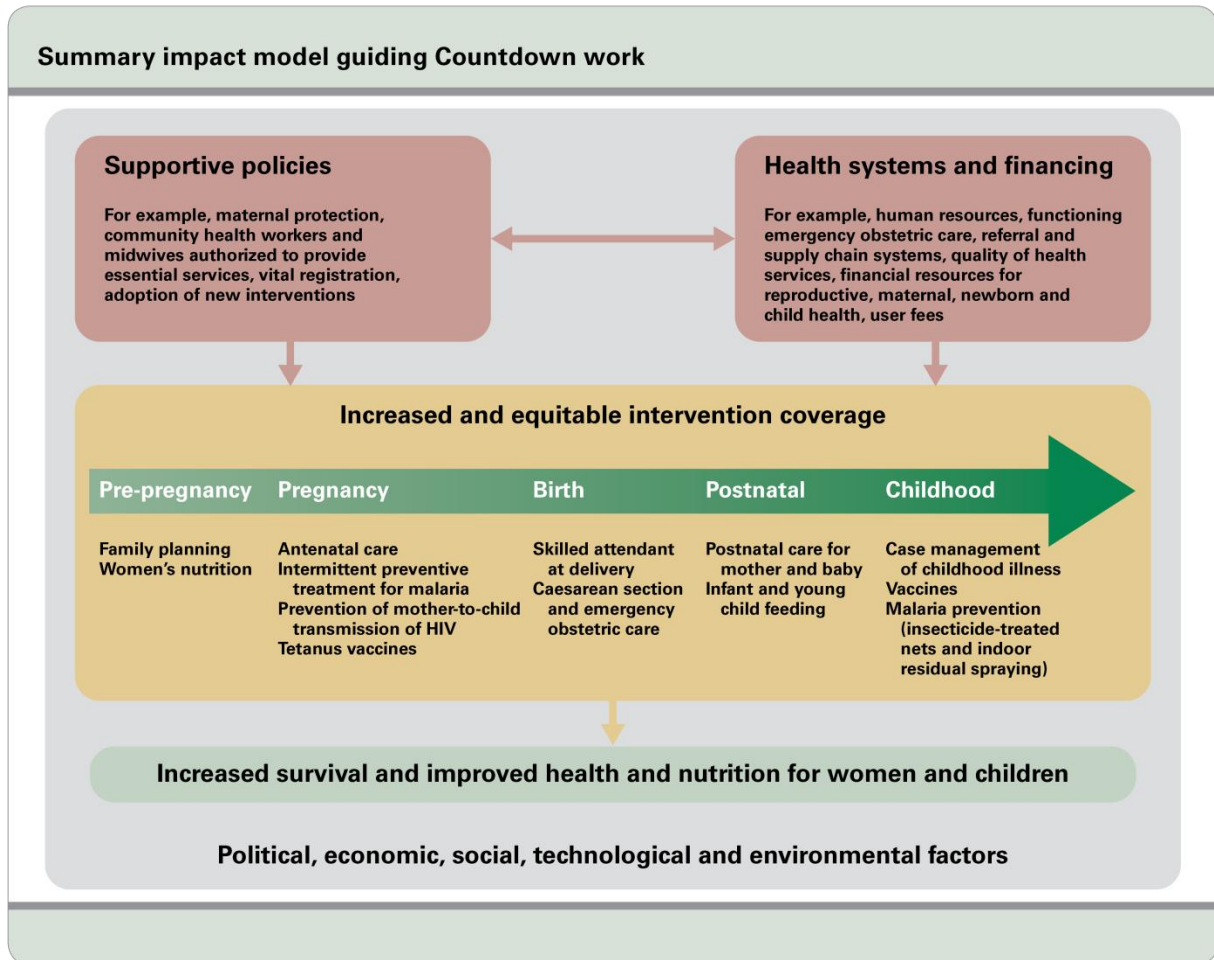 Summary impact model guiding Countdown work
Supportive policies
For example, maternal protection,
community health workers and
midwives authorized to provide
essential services, vital registration,
adoption of new interventions
Health systems and financing
For example, human resources, functioning
emergency obstetric care, referral and
supply chain systems, quality of health
services, financial resources for
reproductive, maternal, newborn and
child health, user fees
Increased and equitable intervention coverage
Pre-pregnancy
Family planning
Women’s nutrition
Pregnancy
Antenatal care
Intermittent preventive
treatment for malaria
Prevention of mother-to-child
transmission of HIV
Tetanus vaccines
Birth
Skilled attendant
at delivery
Caesarean section
and emergency
obstetric care
Postnatal
Postnatal care for
mother and baby
Infant and young
child feeding
Childhood
Case management
of childhood illness
Vaccines
Malaria prevention
(insecticide-treated
nets and indoor
residual spraying)
Increased survival and improved health and nutrition for women and children
Political, economic, social, technological and environmental factors